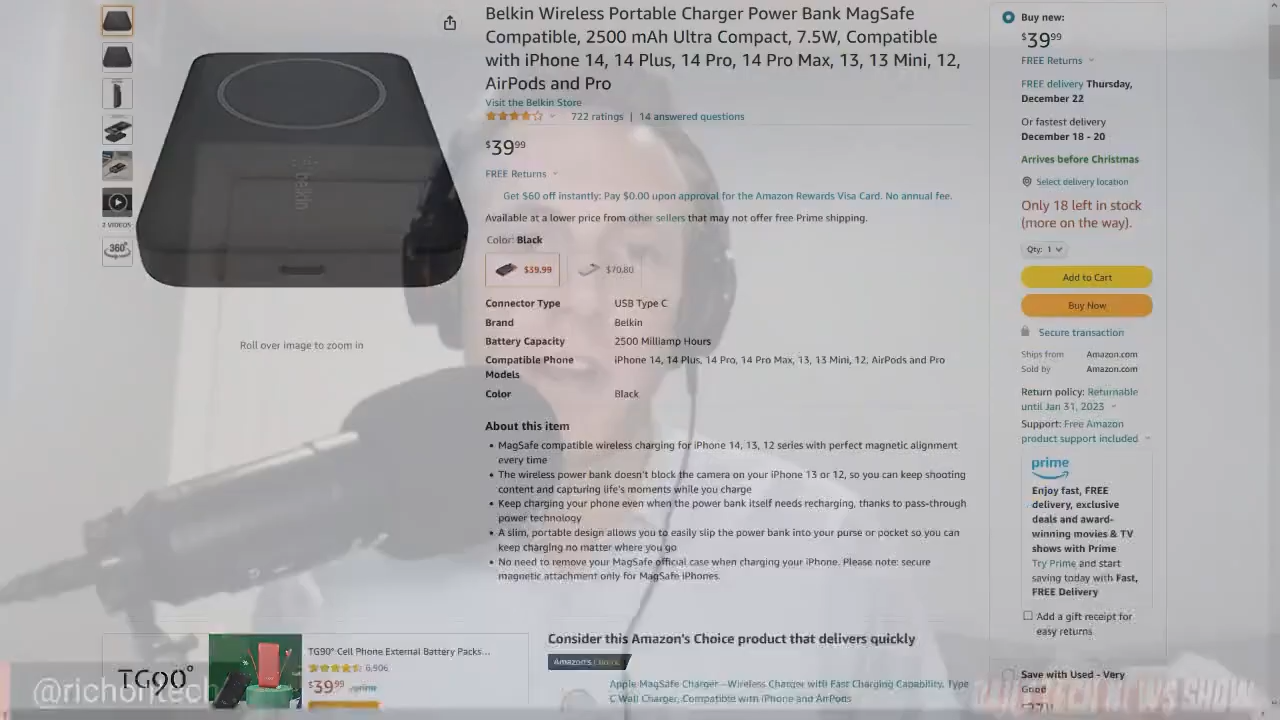 Belkin Wireless Portable Charger Power Bank MagSafe
Compatible, 2500 mAh Ultra Compact, 7.5W, Compatible
with iPhone 14, 14 Plus, 14 Pro, 14 Pro Max, 13, 13 Mini, 12,
AirPods and Pro
Visit the Belkin Store
722 ratings | 14 answered questions
$39.99
FREE Returns
Get $60 off instantly: Pay $0.00 upon approval for the Amazon Rewards Visa Card. No annual fee.
Available at a lower price from other sellers that may not offer free Prime shipping.
Color: Black
$39.99
$70.80
Connector Type USB Type C
Brand Belkin
Battery Capacity 2500 Milliamp Hours
Compatible Phone iPhone 14, 14 Plus, 14 Pro, 14 Pro Max, 13, 13 Mini, 12, AirPods and Pro
Models
Color Black
About this item
• MagSafe compatible wireless charging for iPhone 14, 13, 12 series with perfect magnetic alignment
every time
• The wireless power bank doesn't block the camera on your iPhone 13 or 12, so you can keep shooting
content and capturing life's moments while you charge
• Keep charging your phone even when the power bank itself needs recharging, thanks to pass-through
power technology
• A slim, portable design allows you to easily slip the power bank into your purse or pocket so you can
keep charging no matter where you go
• No need to remove your MagSafe official case when charging your iPhone. Please note: secure
magnetic attachment only for MagSafe iPhones.
belkin
2 VIDEOS
360°
Roll over image to zoom in
Buy new:
$39.99
FREE Returns
FREE delivery Thursday,
December 22
Or fastest delivery
December 18 - 20
Arrives before Christmas
Select delivery location
Only 18 left in stock
(more on the way).
Qty: 1
Add to Cart
Buy Now
Secure transaction
Ships from Amazon.com
Sold by Amazon.com
Return policy: Returnable
until Jan 31, 2023
Support: Free Amazon
product support included
prime
Enjoy fast, FREE
delivery, exclusive
deals and award-
winning movies & TV
shows with Prime
Try Prime and start
saving today with Fast,
FREE Delivery
Add a gift receipt for
easy returns
Save with Used - Very
Good
TG90°
TG90° Cell Phone External Battery Packs...
6,906
$39.99 prime
Consider this Amazon's Choice product that delivers quickly
Amazon's Choice
Apple MagSafe Charger - Wireless Charger with Fast Charging Capability, Type
C Wall Charger, Compatible with iPhone and AirPods
@richontech